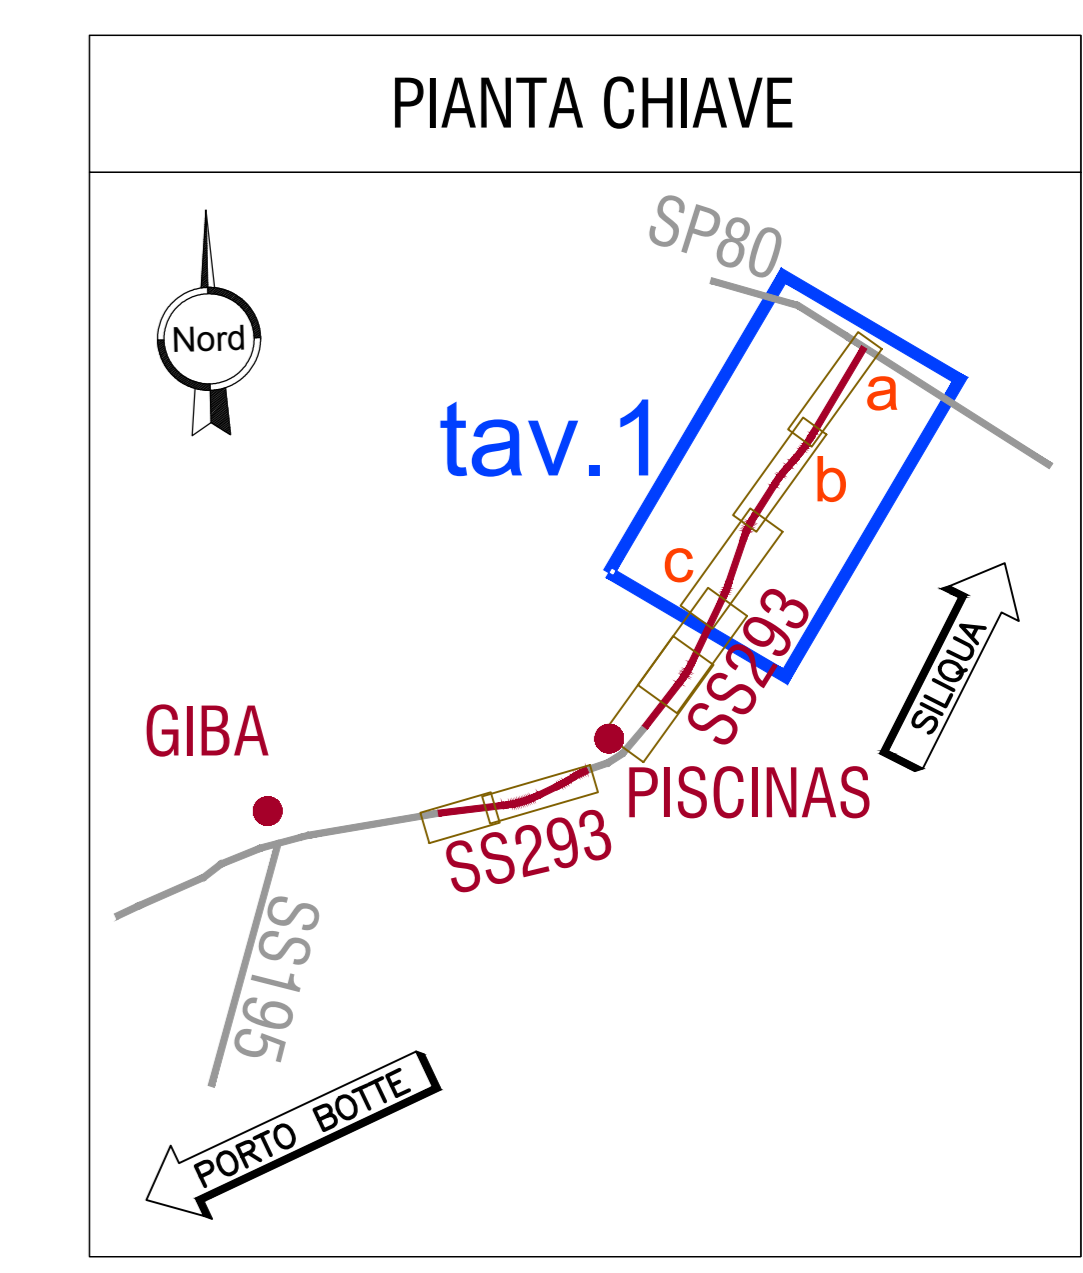 PIANTA CHIAVE
SP80
Nord
a
tav.1
b
c
SS293
SILIQUA
GIBA
PISCINAS
SS293
SS195
PORTO BOTTE